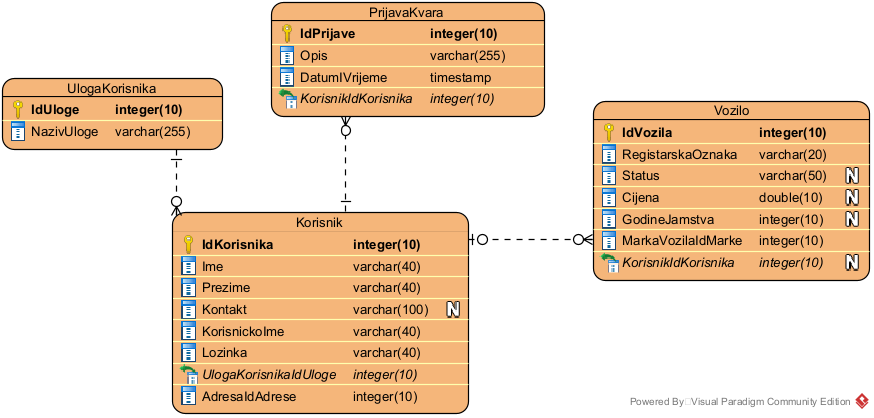 PrijavaKvara
IdPrijave integer(10)
Opis varchar(255)
DatumIVrijeme timestamp
KorisnikIdKorisnika integer(10)
UlogaKorisnika
IdUloge integer(10)
NazivUloge varchar(255)
Vozilo
IdVozila integer(10)
RegistarskaOznaka varchar(20)
Status varchar(50) N
Cijena double(10) N
GodineJamstva integer(10) N
MarkaVozilaIdMarke integer(10)
KorisnikIdKorisnika integer(10) N
Korisnik
IdKorisnika integer(10)
Ime varchar(40)
Prezime varchar(40)
Kontakt varchar(100) N
KorisnickoIme varchar(40)
Lozinka varchar(40)
UlogaKorisnikaIdUloge integer(10)
AdresaIdAdrese integer(10)
Powered By Visual Paradigm Community Edition